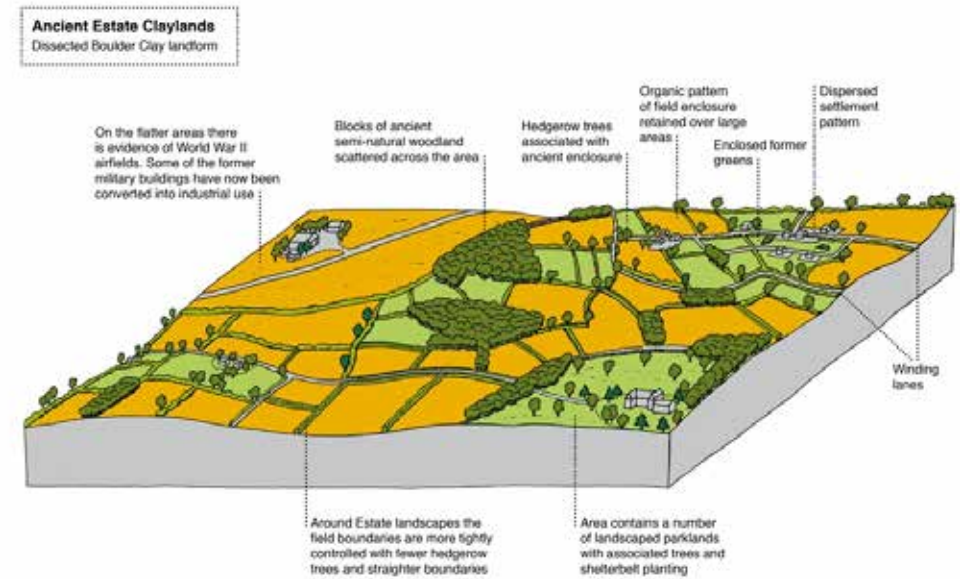 Ancient Estate Claylands
Dissected Boulder Clay landform
On the flatter areas there
is evidence of World War II
airfields. Some of the former
military buildings have now been
converted into industrial use
Blocks of ancient
semi-natural woodland
scattered across the area
Hedgerow trees
associated with
ancient enclosure
Organic pattern
of field enclosure
retained over large
areas
Enclosed former
greens
Dispersed
settlement
pattern
Winding
lanes
Around Estate landscapes the
field boundaries are more tightly
controlled with fewer hedgerow
trees and straighter boundaries
Area contains a number
of landscaped parklands
with associated trees and
shelterbelt planting